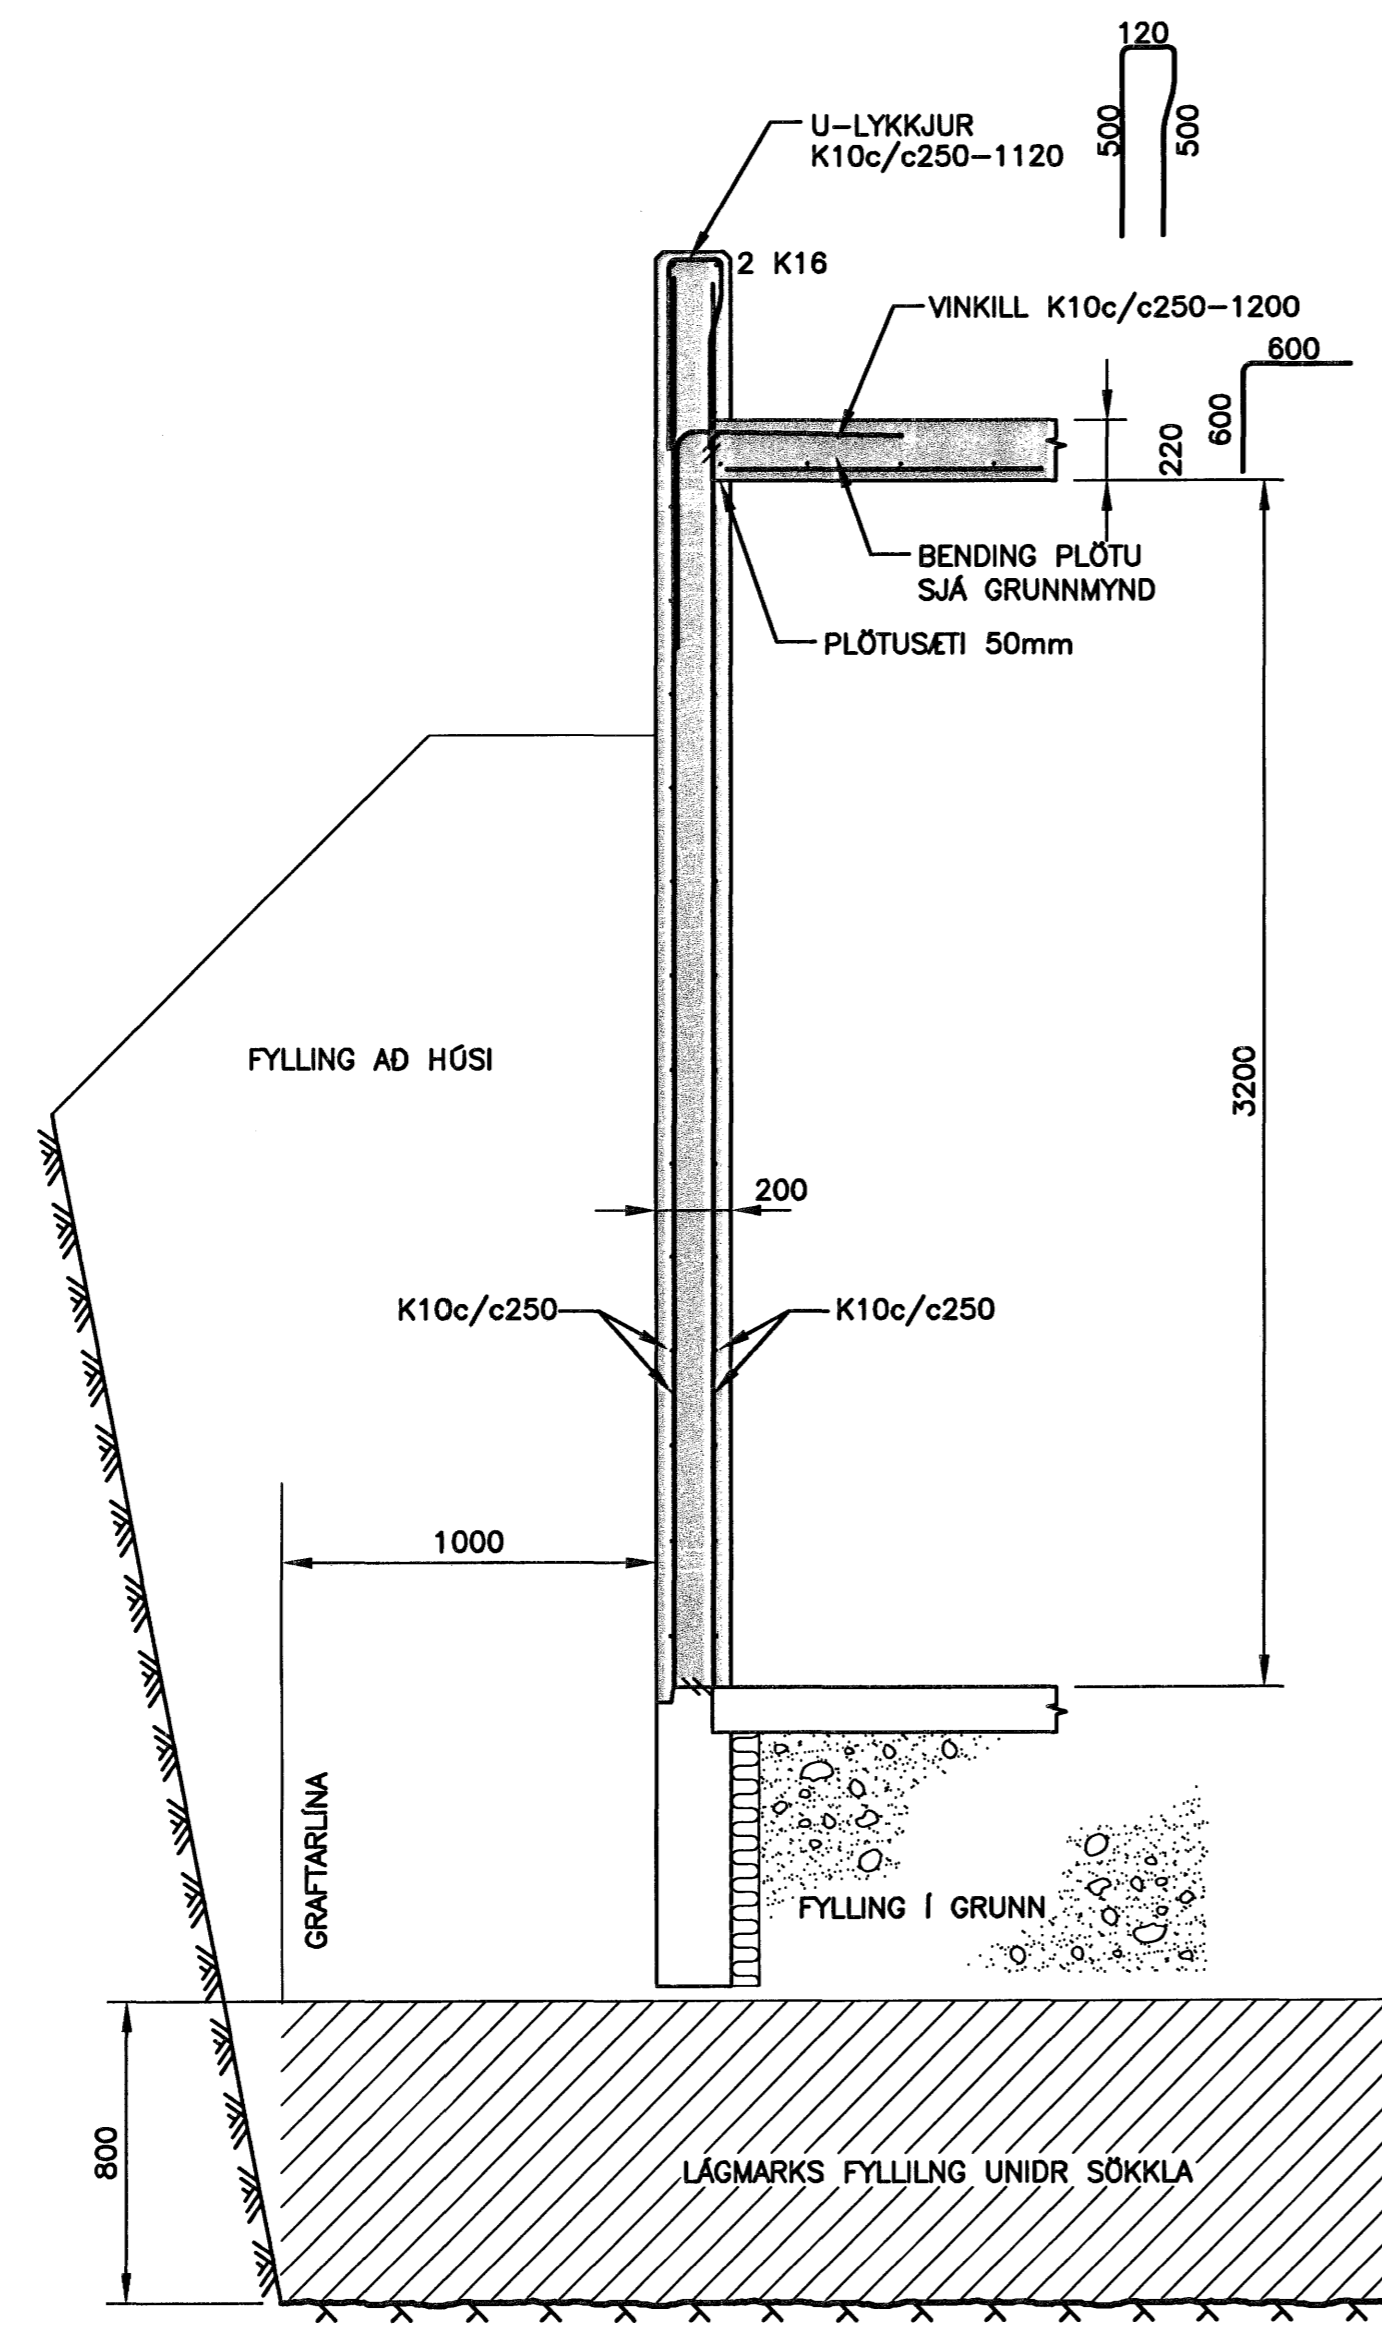 120
500
500
U-LYKKJUR
K10c/c250-1120
2 K16
VINKILL K10c/c250-1200
600
600
220
BENDING PLÖTU
SJÁ GRUNNMYND
PLÖTUSÆTI 50mm
FYLLING AÐ HÚSI
3200
200
K10c/c250
K10c/c250
1000
GRAFTARLÍNA
FYLLING Í GRUNN
800
LÁGMARKS FYLLILNG UNIDR SÖKKLA